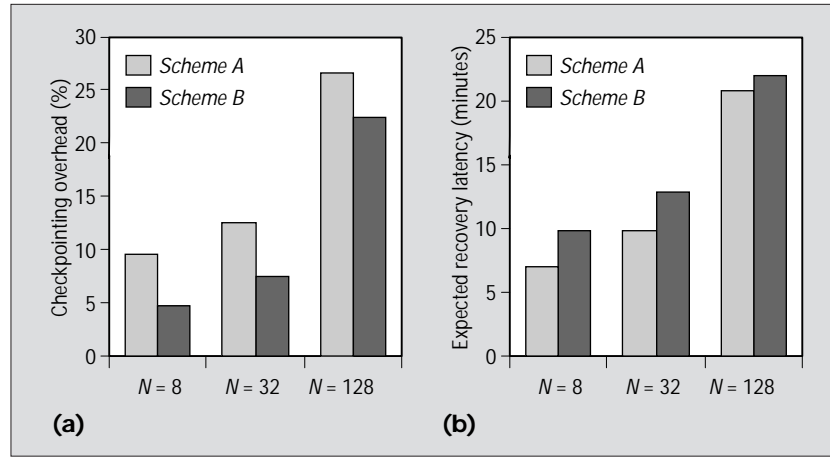 Checkpointing overhead (%)
30
25
20
15
10
5
0
Scheme A
Scheme B
N = 8
N = 32
N = 128
(a)
Expected recovery latency (minutes)
25
20
15
10
5
0
Scheme A
Scheme B
N = 8
N = 32
N = 128
(b)